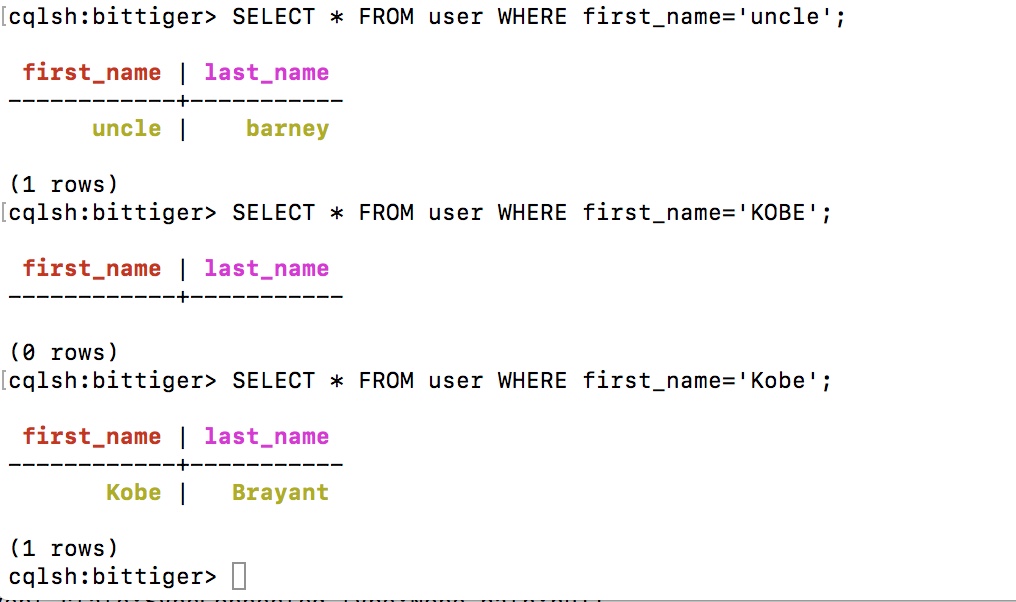 [cqlsh:bittiger> SELECT * FROM user WHERE first_name='uncle';
first_name | last_name
------------+-----------
uncle | barney
(1 rows)
[cqlsh:bittiger> SELECT * FROM user WHERE first_name='KOBE';
first_name | last_name
------------+-----------
(0 rows)
[cqlsh:bittiger> SELECT * FROM user WHERE first_name='Kobe';
first_name | last_name
------------+-----------
Kobe | Brayant
(1 rows)
cqlsh:bittiger>